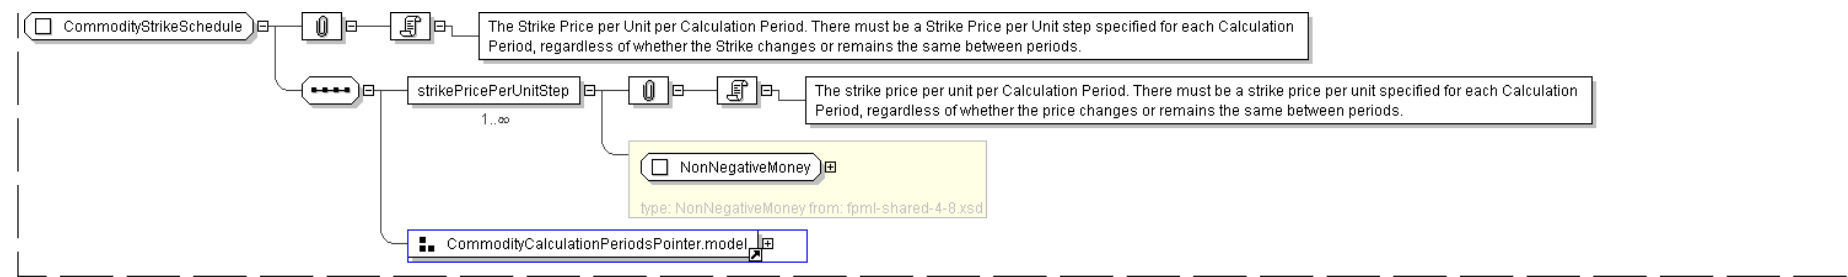 CommodityStrikeSchedule
The Strike Price per Unit per Calculation Period. There must be a Strike Price per Unit step specified for each Calculation
Period, regardless of whether the Strike changes or remains the same between periods.
strikePricePerUnitStep
1..∞
The strike price per unit per Calculation Period. There must be a strike price per unit specified for each Calculation
Period, regardless of whether the price changes or remains the same between periods.
NonNegativeMoney
type: NonNegativeMoney from: fpml-shared-4-8.xsd
CommodityCalculationPeriodsPointer.model